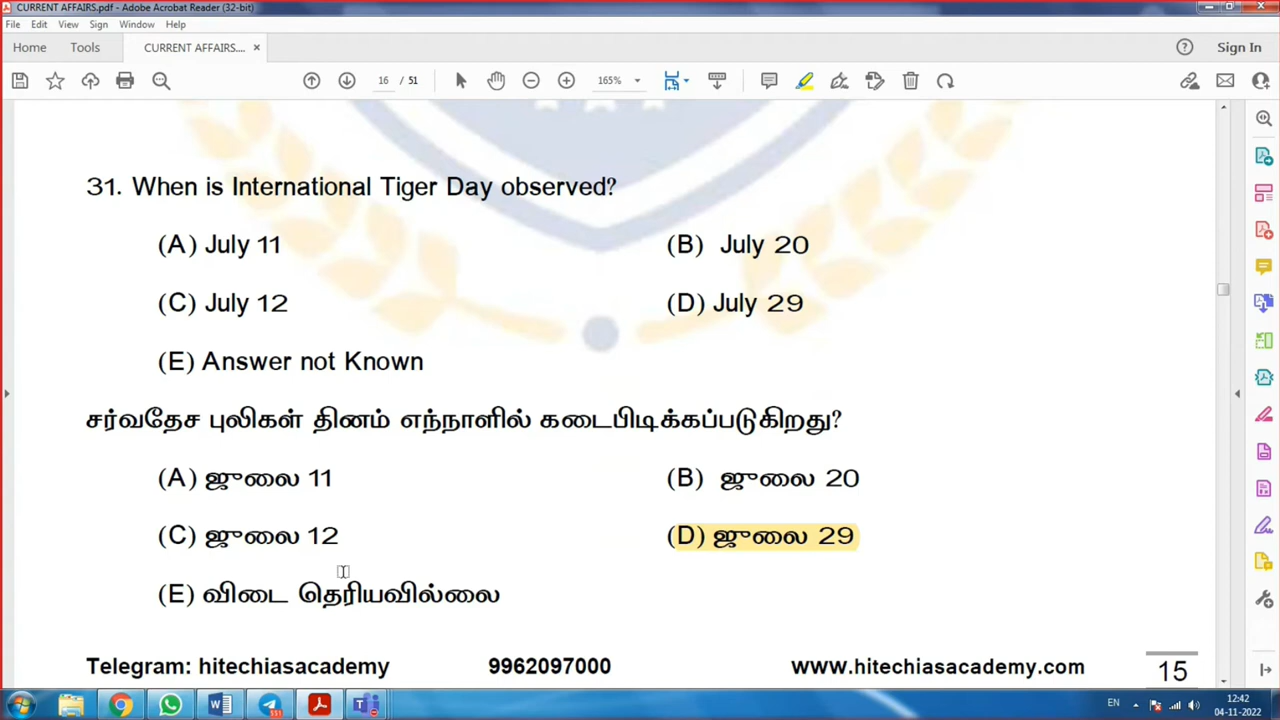 CURRENT AFFAIRS.pdf - Adobe Acrobat Reader (32-bit)
File Edit View Sign Window Help
Home Tools CURRENT AFFAIRS.... × Sign In
16 / 51 165%
31. When is International Tiger Day observed?
(A) July 11 (B) July 20
(C) July 12 (D) July 29
(E) Answer not Known
சர்வதேச புலிகள் தினம் எந்நாளில் கடைபிடிக்கப்படுகிறது?
(A) ஜுலை 11 (B) ஜுலை 20
(C) ஜுலை 12 (D) ஜுலை 29
(E) விடை தெரியவில்லை
Telegram: hitechiasacademy 9962097000 www.hitechiasacademy.com 15
EN 12:42
04-11-2022